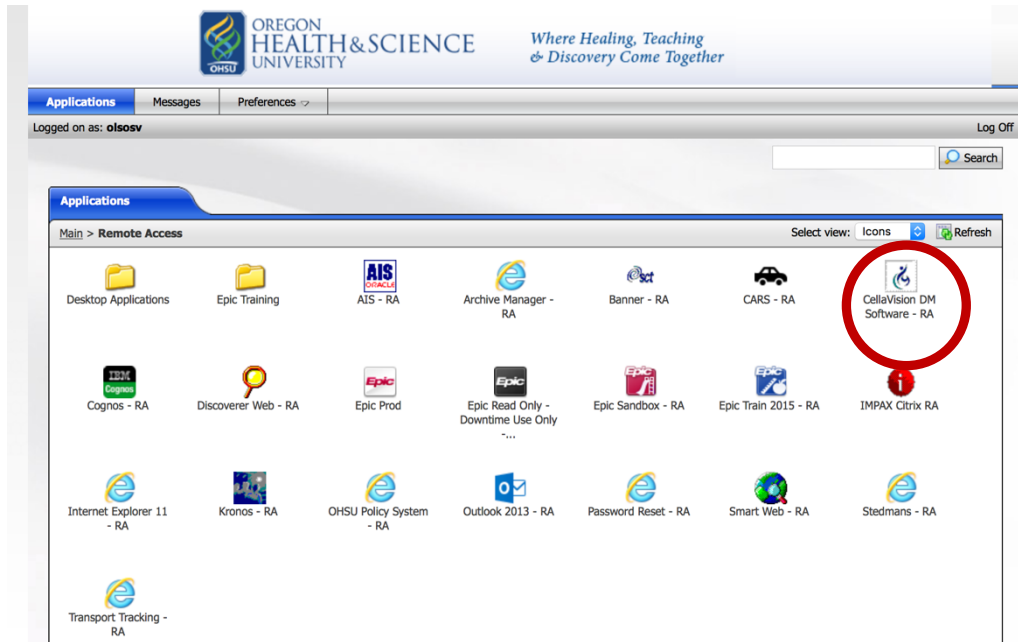 OREGON
HEALTH&SCIENCE
UNIVERSITY
OHSU
Where Healing, Teaching
& Discovery Come Together
Applications Messages Preferences
Logged on as: olsosv Log Off
Search
Applications
Main > Remote Access Select view: Icons Refresh
Desktop Applications
Epic Training
AIS
ORACLE
AIS - RA
Archive Manager -
RA
sct
Banner - RA
CARS - RA
CellaVision DM
Software - RA
IBM
Cognos
Cognos - RA
Discoverer Web - RA
Epic
Epic Prod
Epic
Epic Read Only -
Downtime Use Only
-...
Epic
Epic Sandbox - RA
Epic
Epic Train 2015 - RA
i
IMPAX Citrix RA
Internet Explorer 11
- RA
Kronos - RA
OHSU Policy System
- RA
Outlook 2013 - RA
Password Reset - RA
Smart Web - RA
Stedmans - RA
Transport Tracking -
RA